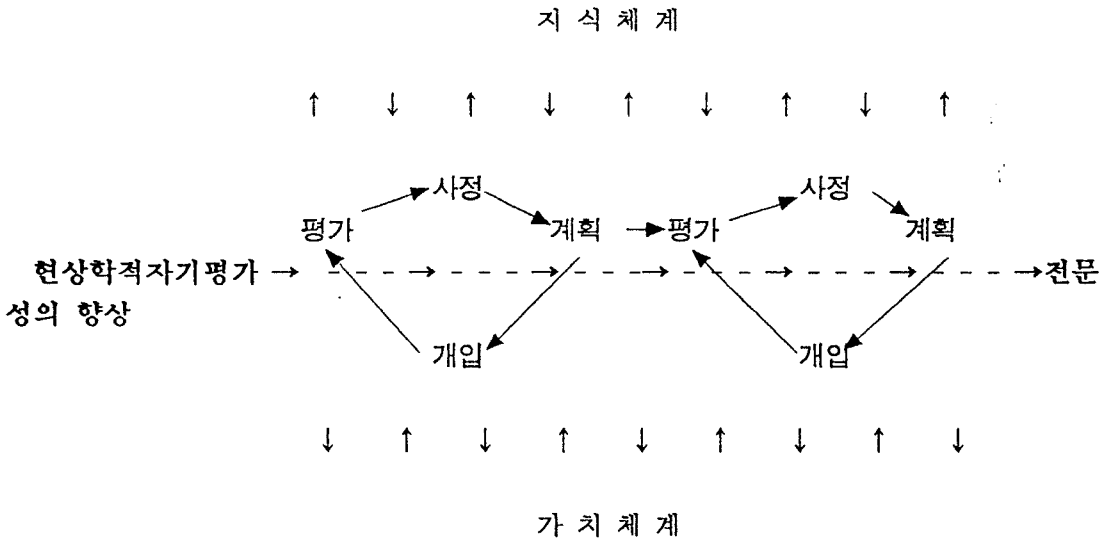 지 식 체 계
↑ ↓ ↑ ↓ ↑ ↓ ↑ ↓ ↑
사정 사정
평가 계획 평가 계획
현상학적자기평가 → - - - → - - - → - - - → - - - → - - - → - - - →전문
성의 향상
개입 개입
↓ ↑ ↓ ↑ ↓ ↑ ↓ ↑ ↓
가 치 체 계